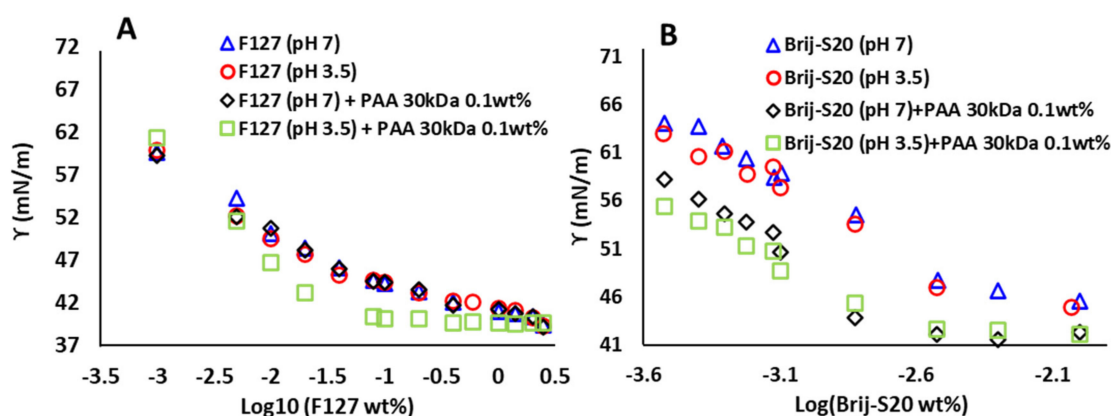 A
F127 (pH 7)
F127 (pH 3.5)
F127 (pH 7) + PAA 30kDa 0.1wt%
F127 (pH 3.5) + PAA 30kDa 0.1wt%
72
67
62
57
52
47
42
37
ϒ (mN/m)
-3.5 -3 -2.5 -2 -1.5 -1 -0.5 0 0.5
Log10 (F127 wt%)
B
Brij-S20 (pH 7)
Brij-S20 (pH 3.5)
Brij-S20 (pH 7)+PAA 30kDa 0.1wt%
Brij-S20 (pH 3.5)+PAA 30kDa 0.1wt%
71
66
61
56
51
46
41
ϒ (mN/m)
-3.6 -3.1 -2.6 -2.1
Log(Brij-S20 wt%)